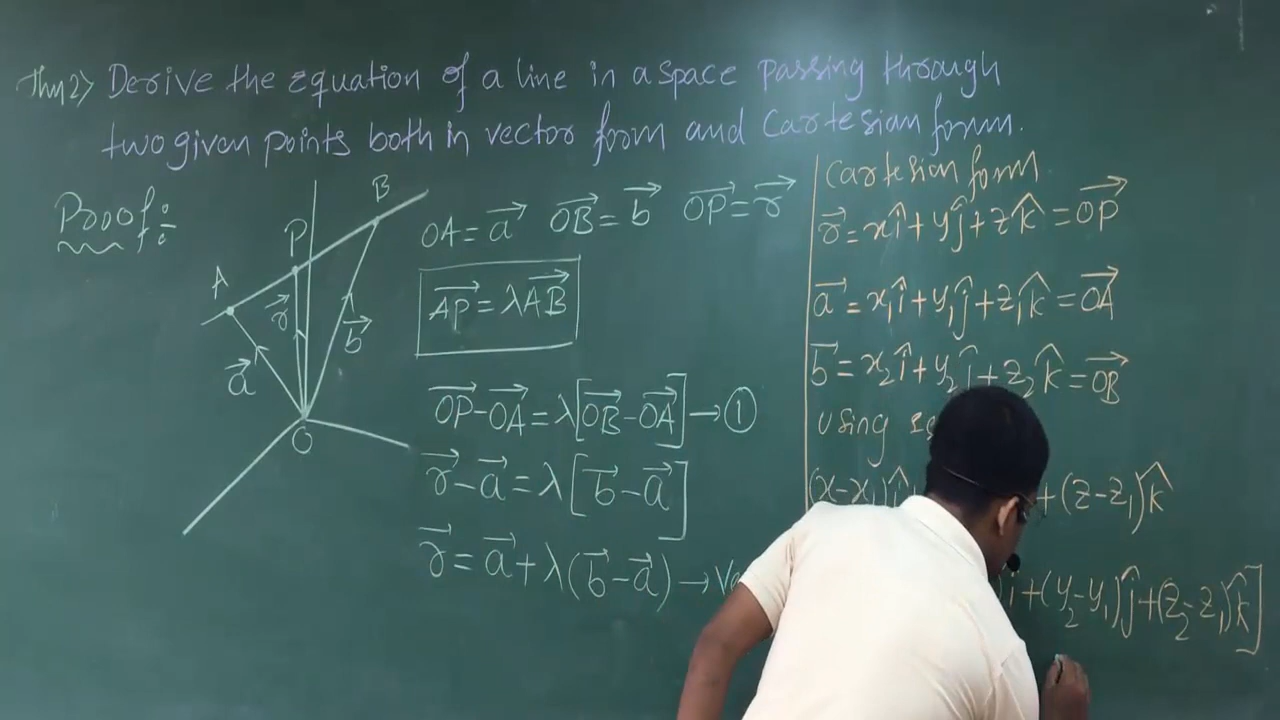 Thm2> Derive the equation of a line in a space passing through
two given points both in vector form and Cartesian form.
Proof:-
B
P
A
r⃗
b⃗
a⃗
O
OA = a⃗ OB⃗ = b⃗ OP⃗ = r⃗
AP⃗ = λAB⃗
OP⃗ - OA⃗ = λ[OB⃗ - OA⃗] → ①
r⃗ - a⃗ = λ[b⃗ - a⃗]
r⃗ = a⃗ + λ(b⃗ - a⃗) →
Cartesian form
r⃗ = xî + yĵ + zk̂ = OP⃗
a⃗ = x₁î + y₁ĵ + z₁k̂ = OA⃗
b⃗ = x₂î + y₂ĵ + z₂k̂ = OB⃗
using
(x-x₁)î + (z-z₁)k̂
î + (y₂-y₁)ĵ + (z₂-z₁)k̂]